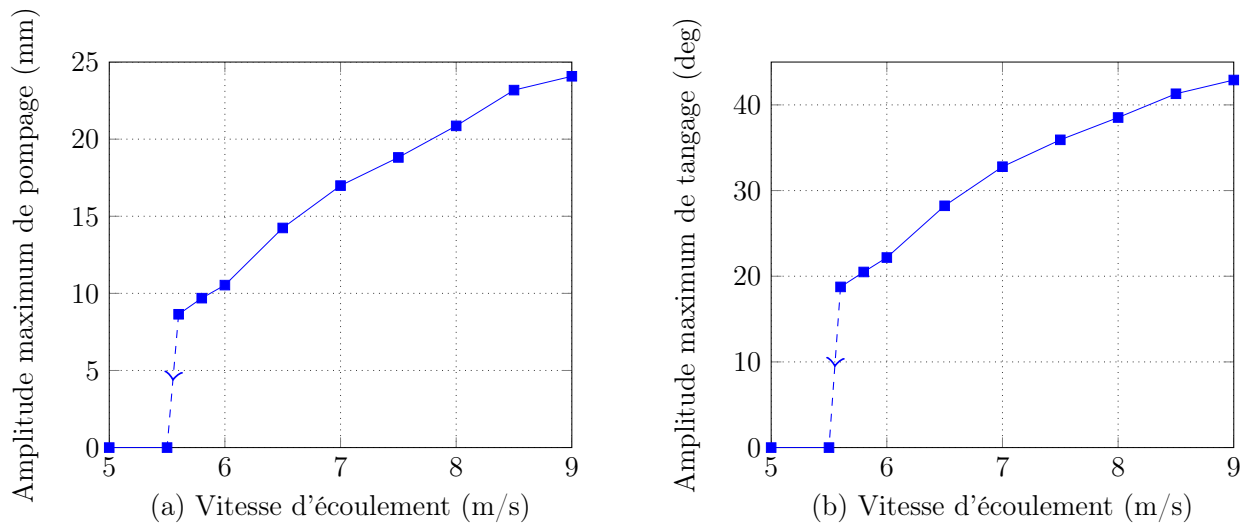 Amplitude maximum de pompage (mm)
25
20
15
10
5
0
5 6 7 8 9
(a) Vitesse d'écoulement (m/s)
Amplitude maximum de tangage (deg)
40
30
20
10
0
5 6 7 8 9
(b) Vitesse d'écoulement (m/s)